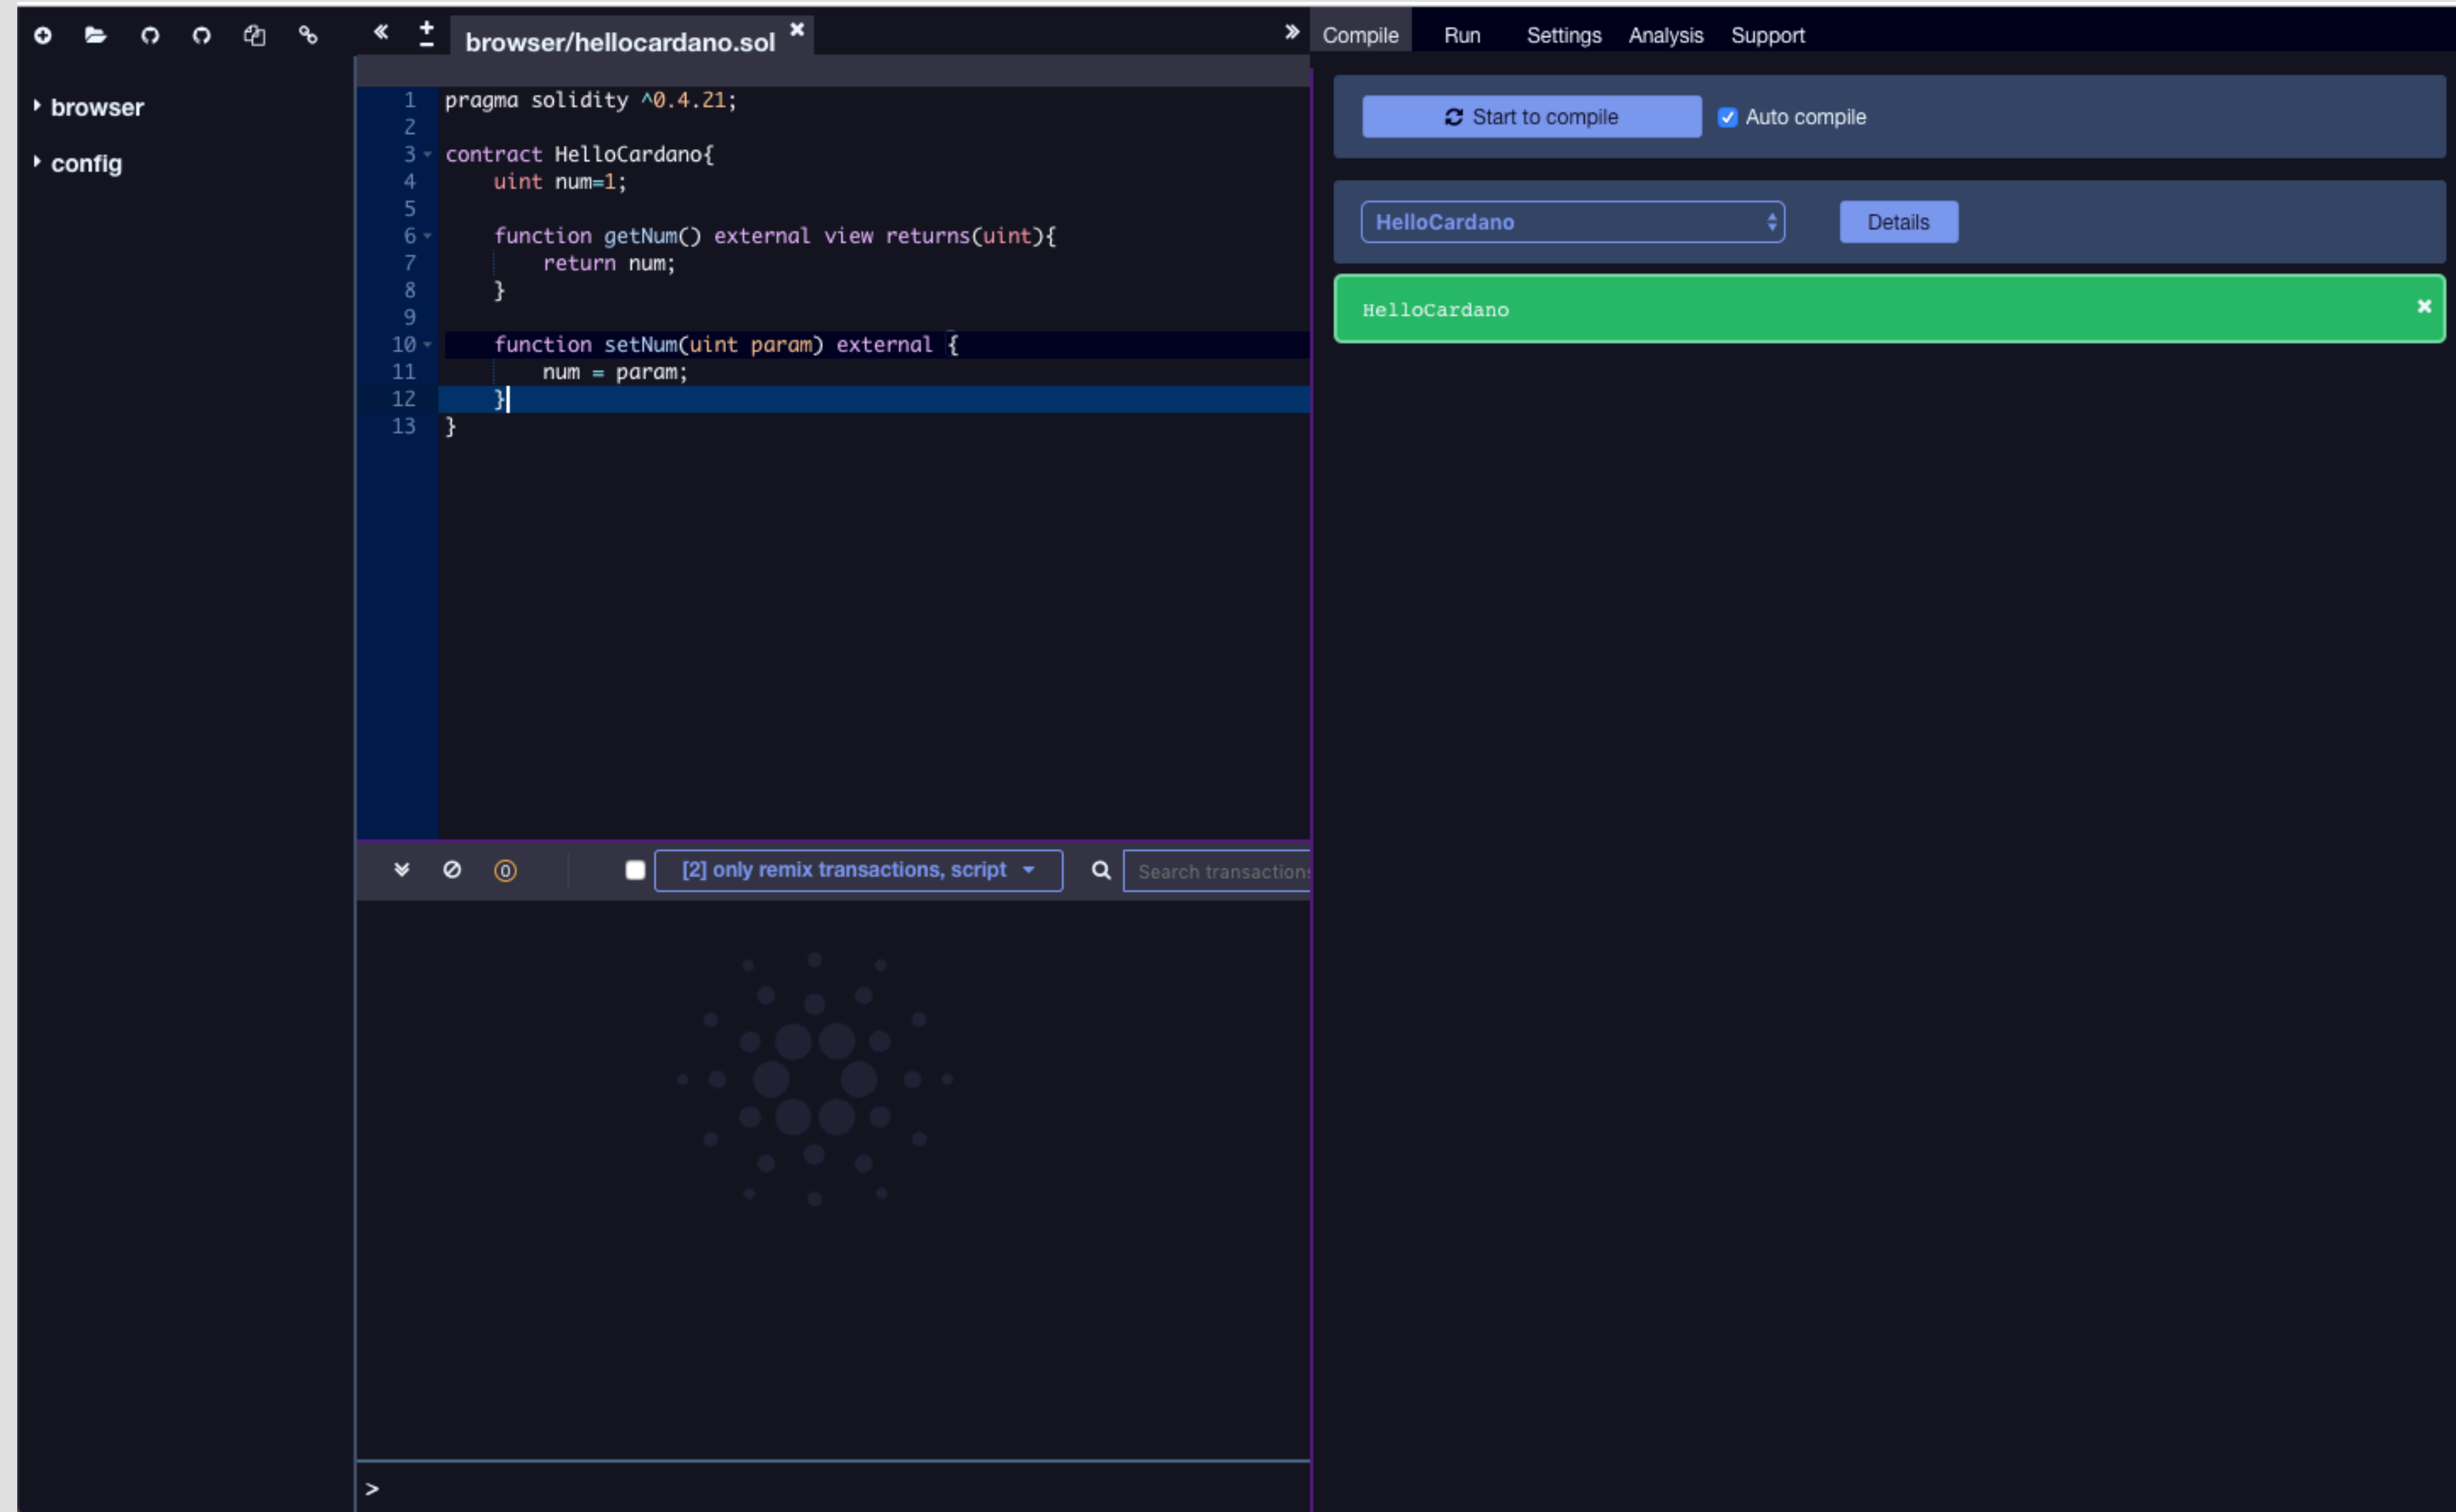 browser/hellocardano.sol
Compile Run Settings Analysis Support
browser
config
1 pragma solidity ^0.4.21;
2
3 contract HelloCardano{
4     uint num=1;
5
6     function getNum() external view returns(uint){
7         return num;
8     }
9
10     function setNum(uint param) external {
11         num = param;
12     }
13 }
[2] only remix transactions, script
Search transactions
>
Start to compile
Auto compile
HelloCardano
Details
HelloCardano